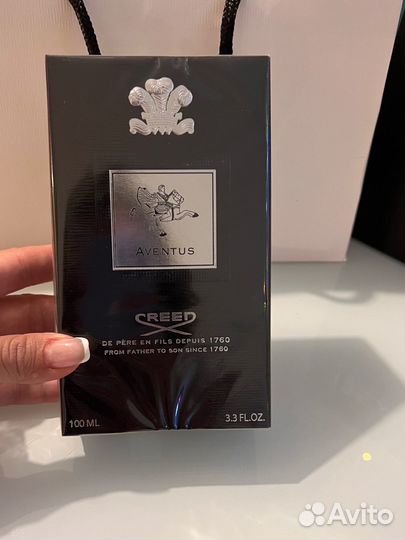 AVENTUS
CREED
DE PÈRE EN FILS DEPUIS 1760
FROM FATHER TO SON SINCE 1760
100 ML
3.3 FL.OZ.
Avito